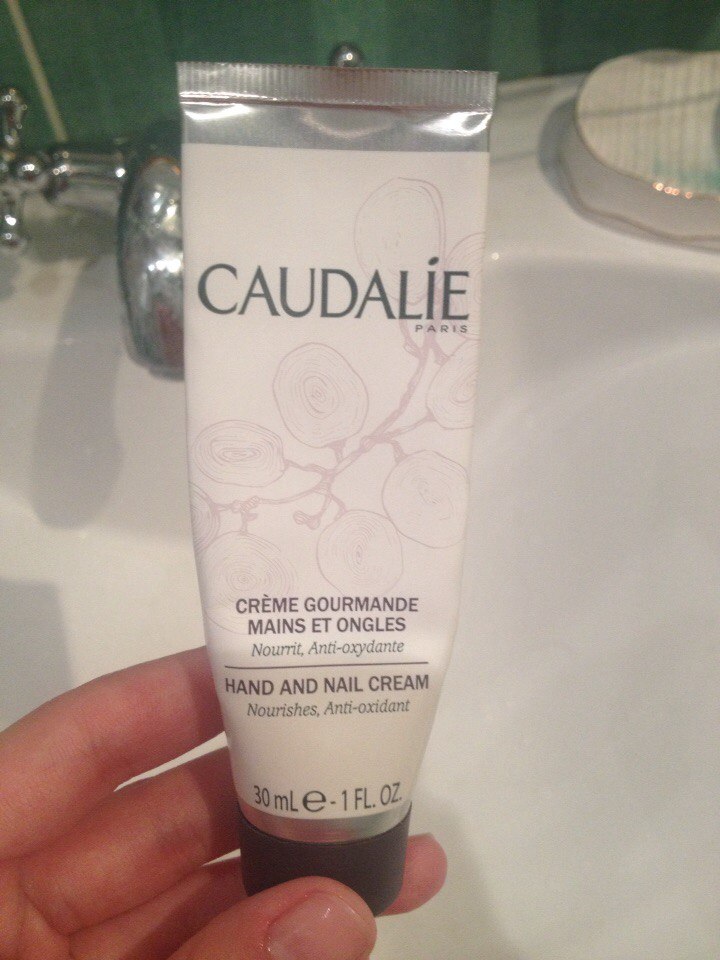 CAUDALÍE
PARIS
CRÈME GOURMANDE
MAINS ET ONGLES
Nourrit, Anti-oxydante
HAND AND NAIL CREAM
Nourishes, Anti-oxidant
30 mL e - 1 FL. OZ.